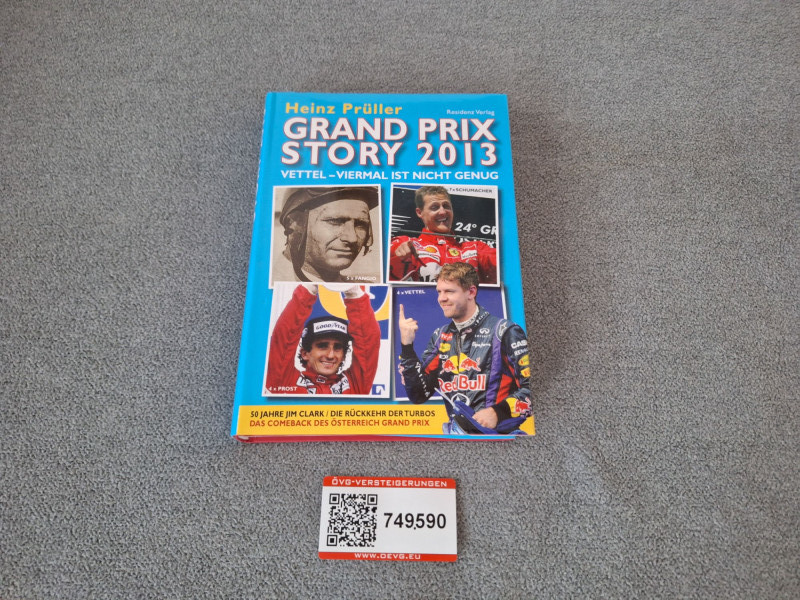 Heinz Prüller
Residenz Verlag
GRAND PRIX
STORY 2013
VETTEL – VIERMAL IST NICHT GENUG
5 x FANGIO
7 x SCHUMACHER
24° GR
4 x PROST
4 x VETTEL
Red Bull
50 JAHRE JIM CLARK / DIE RÜCKKEHR DER TURBOS
DAS COMEBACK DES ÖSTERREICH GRAND PRIX
ÖVG-VERSTEIGERUNGEN
749590
WWW.OEVG.EU